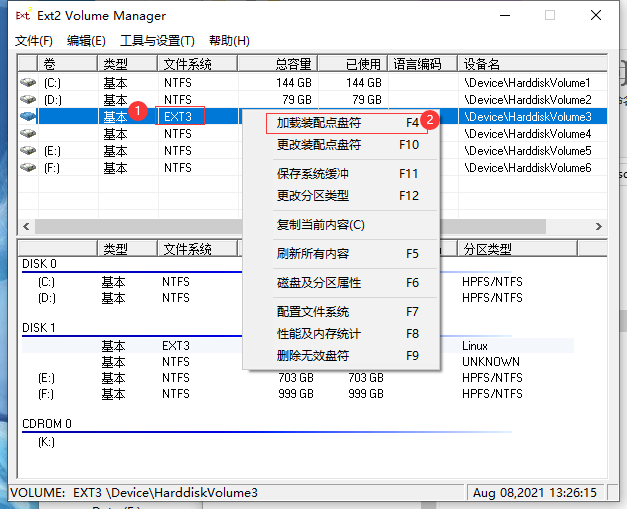 Ext2 Volume Manager
文件(F) 编辑(E) 工具与设置(T) 帮助(H)
卷 类型 文件系统 总容量 已使用 语言编码 设备名
(C:) 基本 NTFS 144 GB 144 GB \Device\HarddiskVolume1
(D:) 基本 NTFS 79 GB 79 GB \Device\HarddiskVolume2
基本 1 EXT3 \Device\HarddiskVolume3
基本 NTFS \Device\HarddiskVolume4
(E:) 基本 NTFS \Device\HarddiskVolume5
(F:) 基本 NTFS \Device\HarddiskVolume6
加载装配点盘符 F4 2
更改装配点盘符 F10
保存系统缓冲 F11
更改分区类型 F12
复制当前内容(C)
刷新所有内容 F5
磁盘及分区属性 F6
配置文件系统 F7
性能及内存统计 F8
删除无效盘符 F9
类型 文件系统 分区类型
DISK 0
(C:) 基本 NTFS HPFS/NTFS
(D:) 基本 NTFS HPFS/NTFS
DISK 1
基本 EXT3 Linux
基本 NTFS UNKNOWN
(E:) 基本 NTFS 703 GB 703 GB HPFS/NTFS
(F:) 基本 NTFS 999 GB 999 GB HPFS/NTFS
CDROM 0
(K:)
VOLUME: EXT3 \Device\HarddiskVolume3 Aug 08,2021 13:26:15